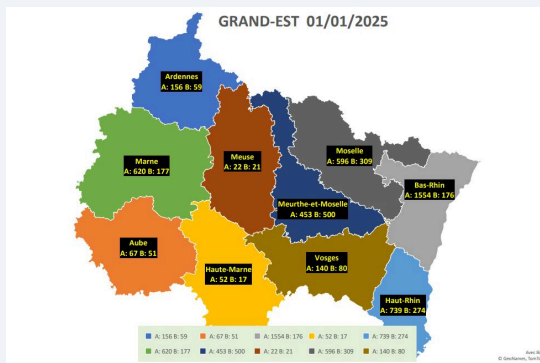 GRAND-EST 01/01/2025
Ardennes
A: 156 B: 59
Marne
A: 620 B: 177
Meuse
A: 22 B: 21
Moselle
A: 596 B: 309
Bas-Rhin
A: 1554 B: 176
Meurthe-et-Moselle
A: 453 B: 500
Aube
A: 67 B: 51
Haute-Marne
A: 52 B: 17
Vosges
A: 140 B: 80
Haut-Rhin
A: 739 B: 274
A: 156 B: 59 A: 67 B: 51 A: 1554 B: 176 A: 52 B: 17 A: 739 B: 274
A: 620 B: 177 A: 453 B: 500 A: 22 B: 21 A: 596 B: 309 A: 140 B: 80
© GeoNames, TomT